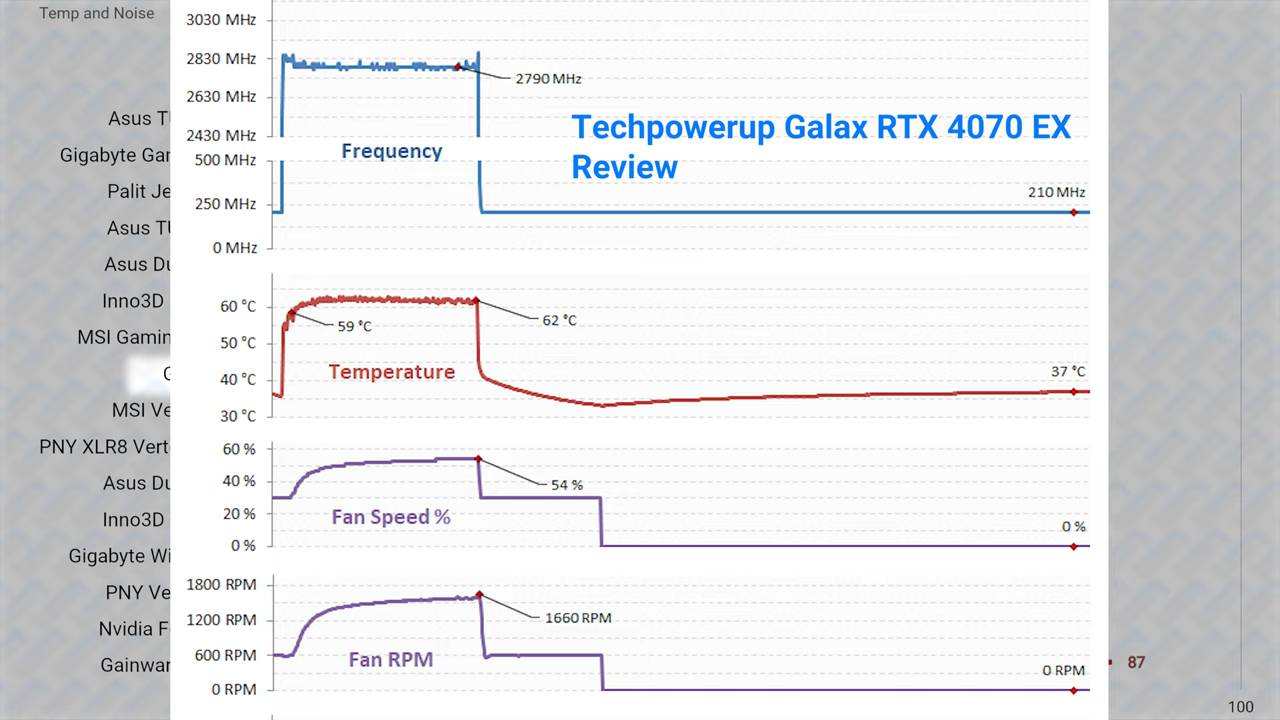 Temp and Noise
3030 MHz
2830 MHz
2790 MHz
2630 MHz
2430 MHz
Techpowerup Galax RTX 4070 EX
Review
Frequency
500 MHz
250 MHz
210 MHz
0 MHz
60 °C
59 °C
62 °C
50 °C
Temperature
37 °C
40 °C
30 °C
60 %
40 %
54 %
Fan Speed %
20 %
0 %
0 %
1800 RPM
1200 RPM
1660 RPM
600 RPM
Fan RPM
0 RPM
0 RPM
Asus T
Gigabyte Gar
Palit Je
Asus TU
Asus Du
Inno3D
MSI Gamin
G
MSI Ve
PNY XLR8 Vert
Asus Du
Inno3D
Gigabyte Wi
PNY Ve
Nvidia F
Gainwar
87
100